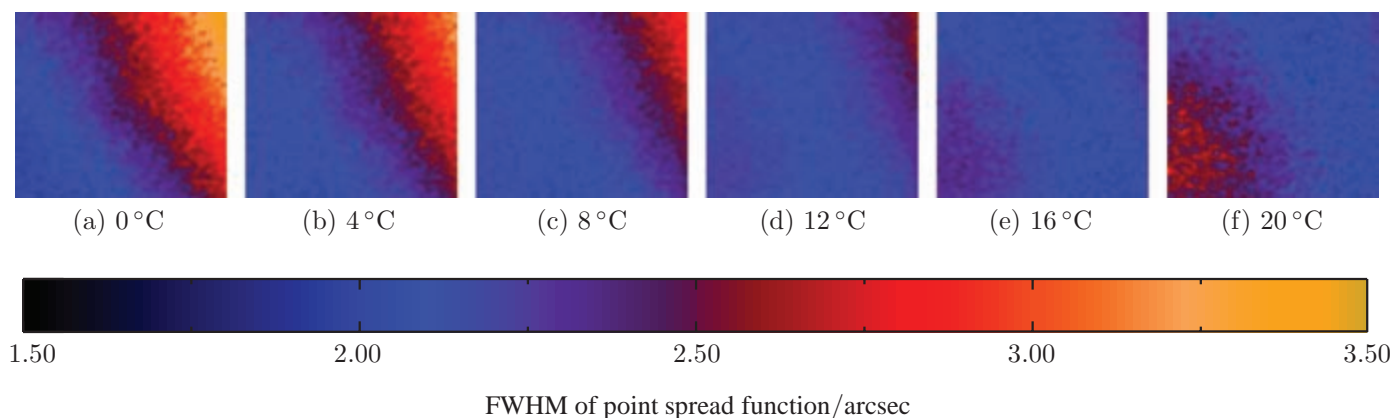 (a) 0 °C (b) 4 °C (c) 8 °C (d) 12 °C (e) 16 °C (f) 20 °C
1.50 2.00 2.50 3.00 3.50
FWHM of point spread function/arcsec